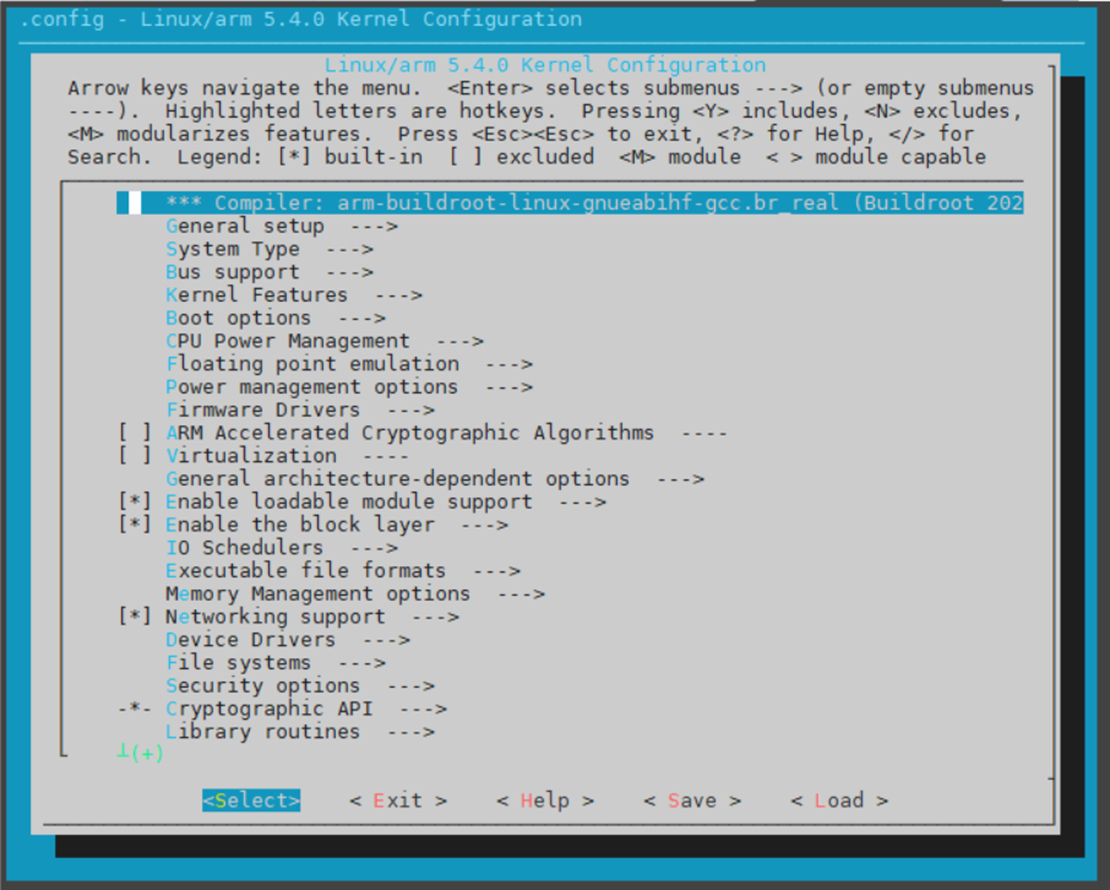 .config - Linux/arm 5.4.0 Kernel Configuration
Linux/arm 5.4.0 Kernel Configuration
Arrow keys navigate the menu.  <Enter> selects submenus ---> (or empty submenus
----).  Highlighted letters are hotkeys.  Pressing <Y> includes, <N> excludes,
<M> modularizes features.  Press <Esc><Esc> to exit, <?> for Help, </> for
Search.  Legend: [*] built-in  [ ] excluded  <M> module  < > module capable
*** Compiler: arm-buildroot-linux-gnueabihf-gcc.br_real (Buildroot 202
General setup  --->
System Type  --->
Bus support  --->
Kernel Features  --->
Boot options  --->
CPU Power Management  --->
Floating point emulation  --->
Power management options  --->
Firmware Drivers  --->
[ ] ARM Accelerated Cryptographic Algorithms  ----
[ ] Virtualization  ----
General architecture-dependent options  --->
[*] Enable loadable module support  --->
[*] Enable the block layer  --->
IO Schedulers  --->
Executable file formats  --->
Memory Management options  --->
[*] Networking support  --->
Device Drivers  --->
File systems  --->
Security options  --->
-*- Cryptographic API  --->
Library routines  --->
┴(+)
<Select>    < Exit >    < Help >    < Save >    < Load >